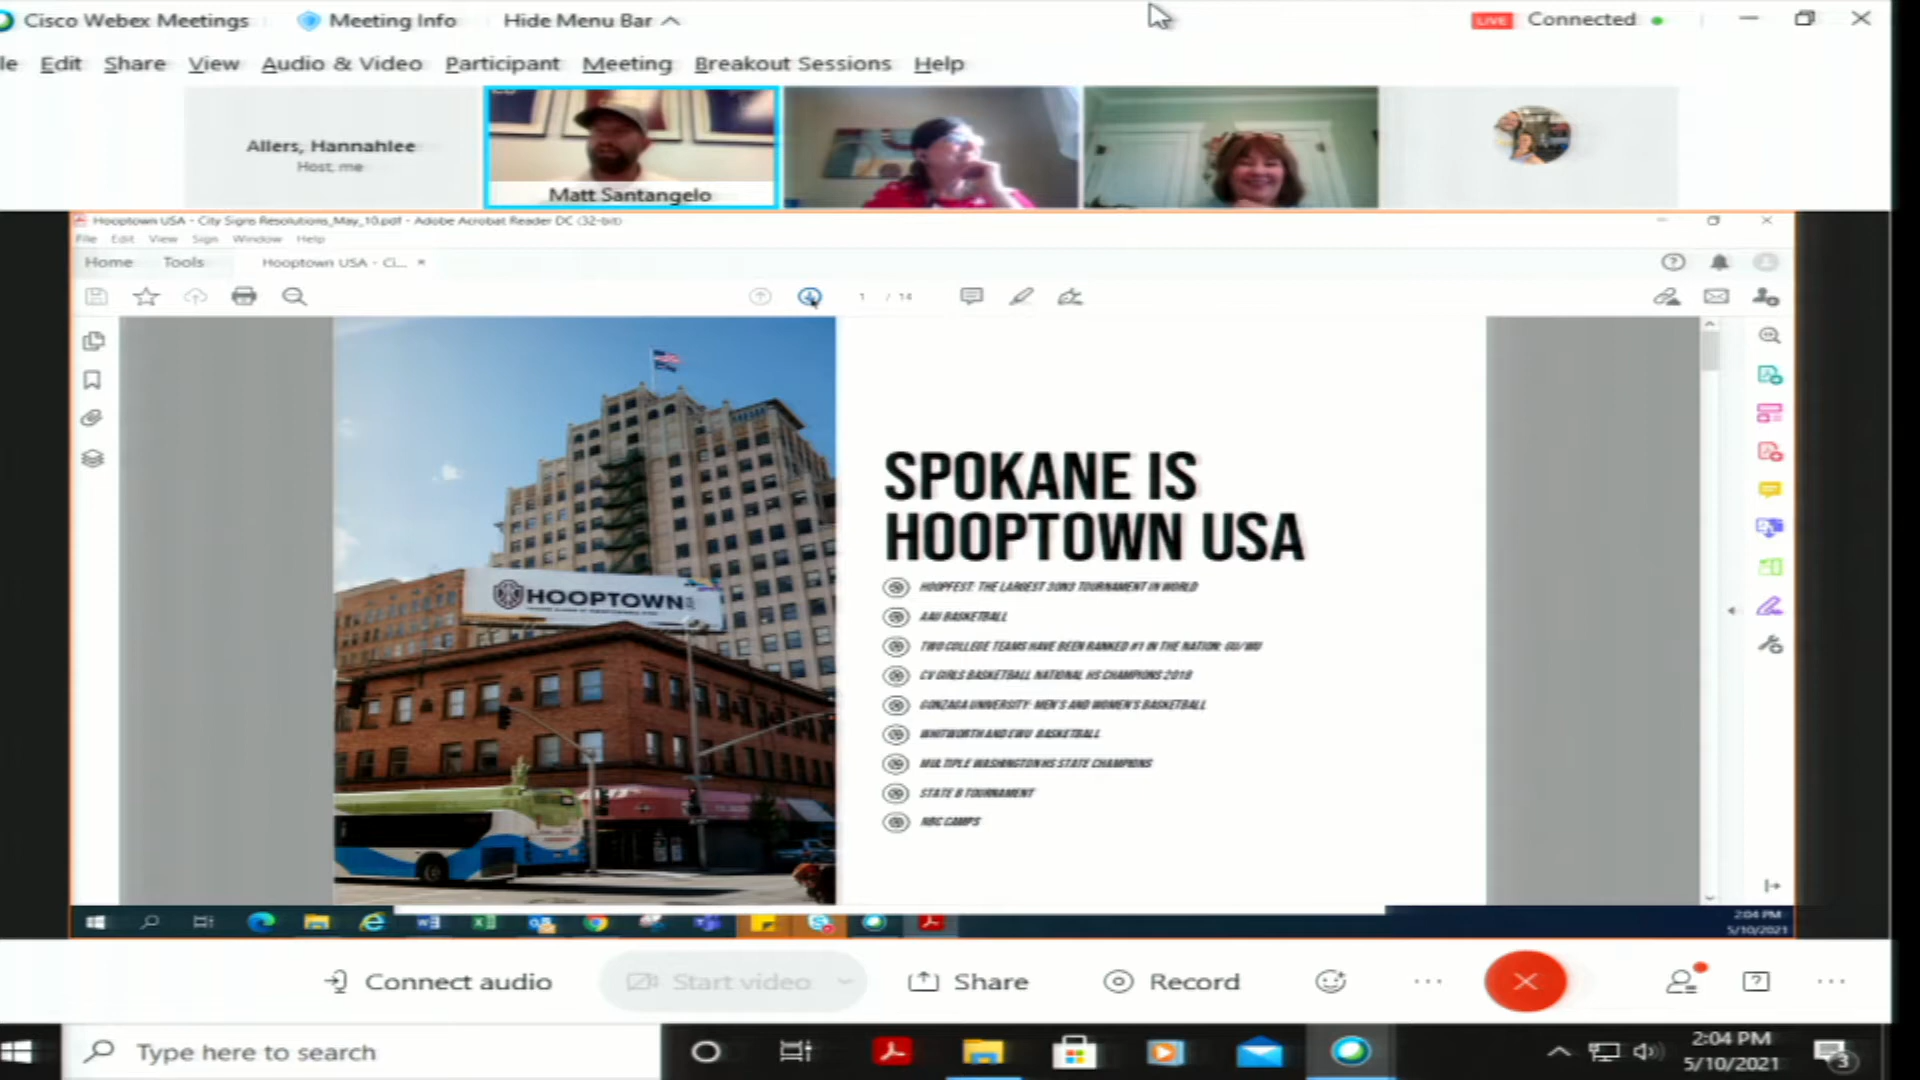 Cisco Webex Meetings Meeting Info Hide Menu Bar LIVE Connected
le Edit Share View Audio & Video Participant Meeting Breakout Sessions Help
Allers, Hannahlee
Host, me
Matt Santangelo
Hooptown USA - City Signs Resolutions_May_10.pdf - Adobe Acrobat Reader DC (32-bit)
File Edit View Sign Window Help
Home Tools Hooptown USA - Ci... ×
1 / 14
HOOPTOWN
SPOKANE IS
HOOPTOWN USA
HOOPFEST: THE LARGEST 3ON3 TOURNAMENT IN WORLD
AAU BASKETBALL
TWO COLLEGE TEAMS HAVE BEEN RANKED #1 IN THE NATION: GU/WU
CV GIRLS BASKETBALL NATIONAL HS CHAMPIONS 2018
GONZAGA UNIVERSITY: MEN'S AND WOMEN'S BASKETBALL
WHITWORTH AND EWU BASKETBALL
MULTIPLE WASHINGTON HS STATE CHAMPIONS
STATE B TOURNAMENT
NBC CAMPS
2:04 PM
5/10/2021
Connect audio Start video Share Record
Type here to search
2:04 PM
5/10/2021
3